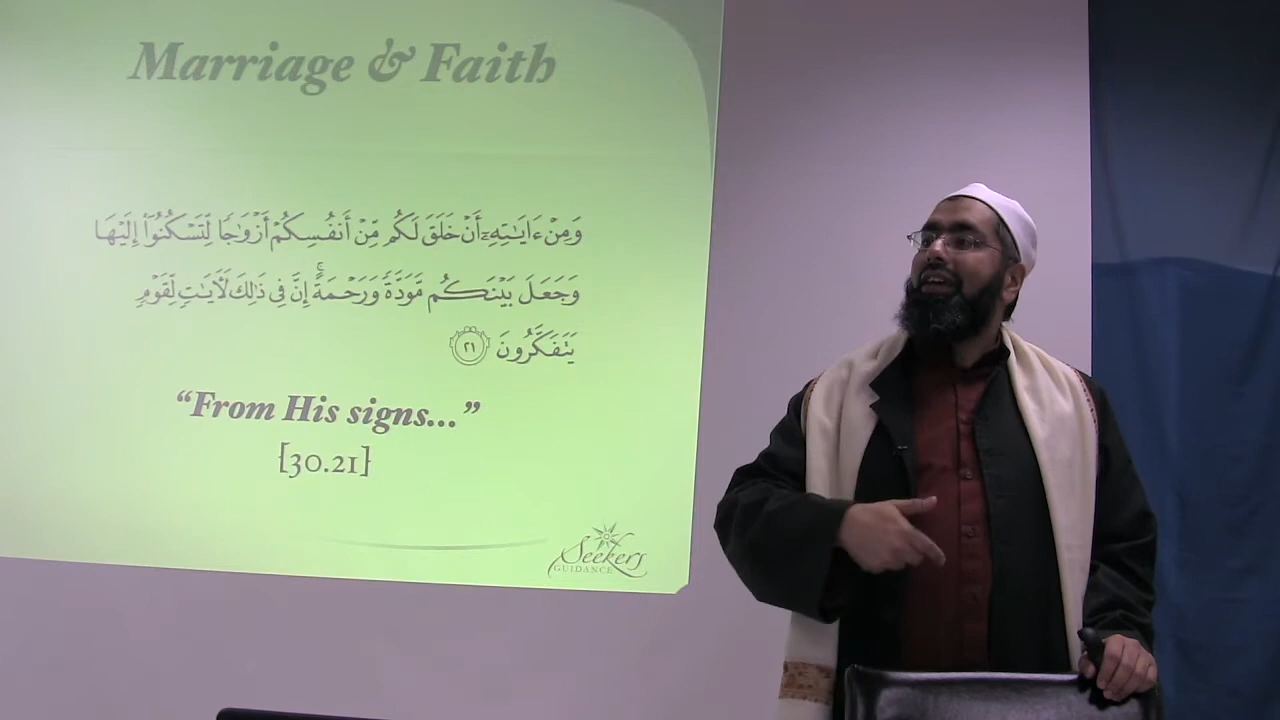 Marriage & Faith
وَمِنْ ءَايَٰتِهِۦٓ أَنْ خَلَقَ لَكُم مِّنْ أَنفُسِكُمْ أَزْوَٰجًا لِّتَسْكُنُوٓا۟ إِلَيْهَا
وَجَعَلَ بَيْنَكُم مَّوَدَّةً وَرَحْمَةً ۚ إِنَّ فِى ذَٰلِكَ لَءَايَٰتٍ لِّقَوْمٍ
يَتَفَكَّرُونَ ٢١
“From His signs...”
[30.21]
Seekers
GUIDANCE